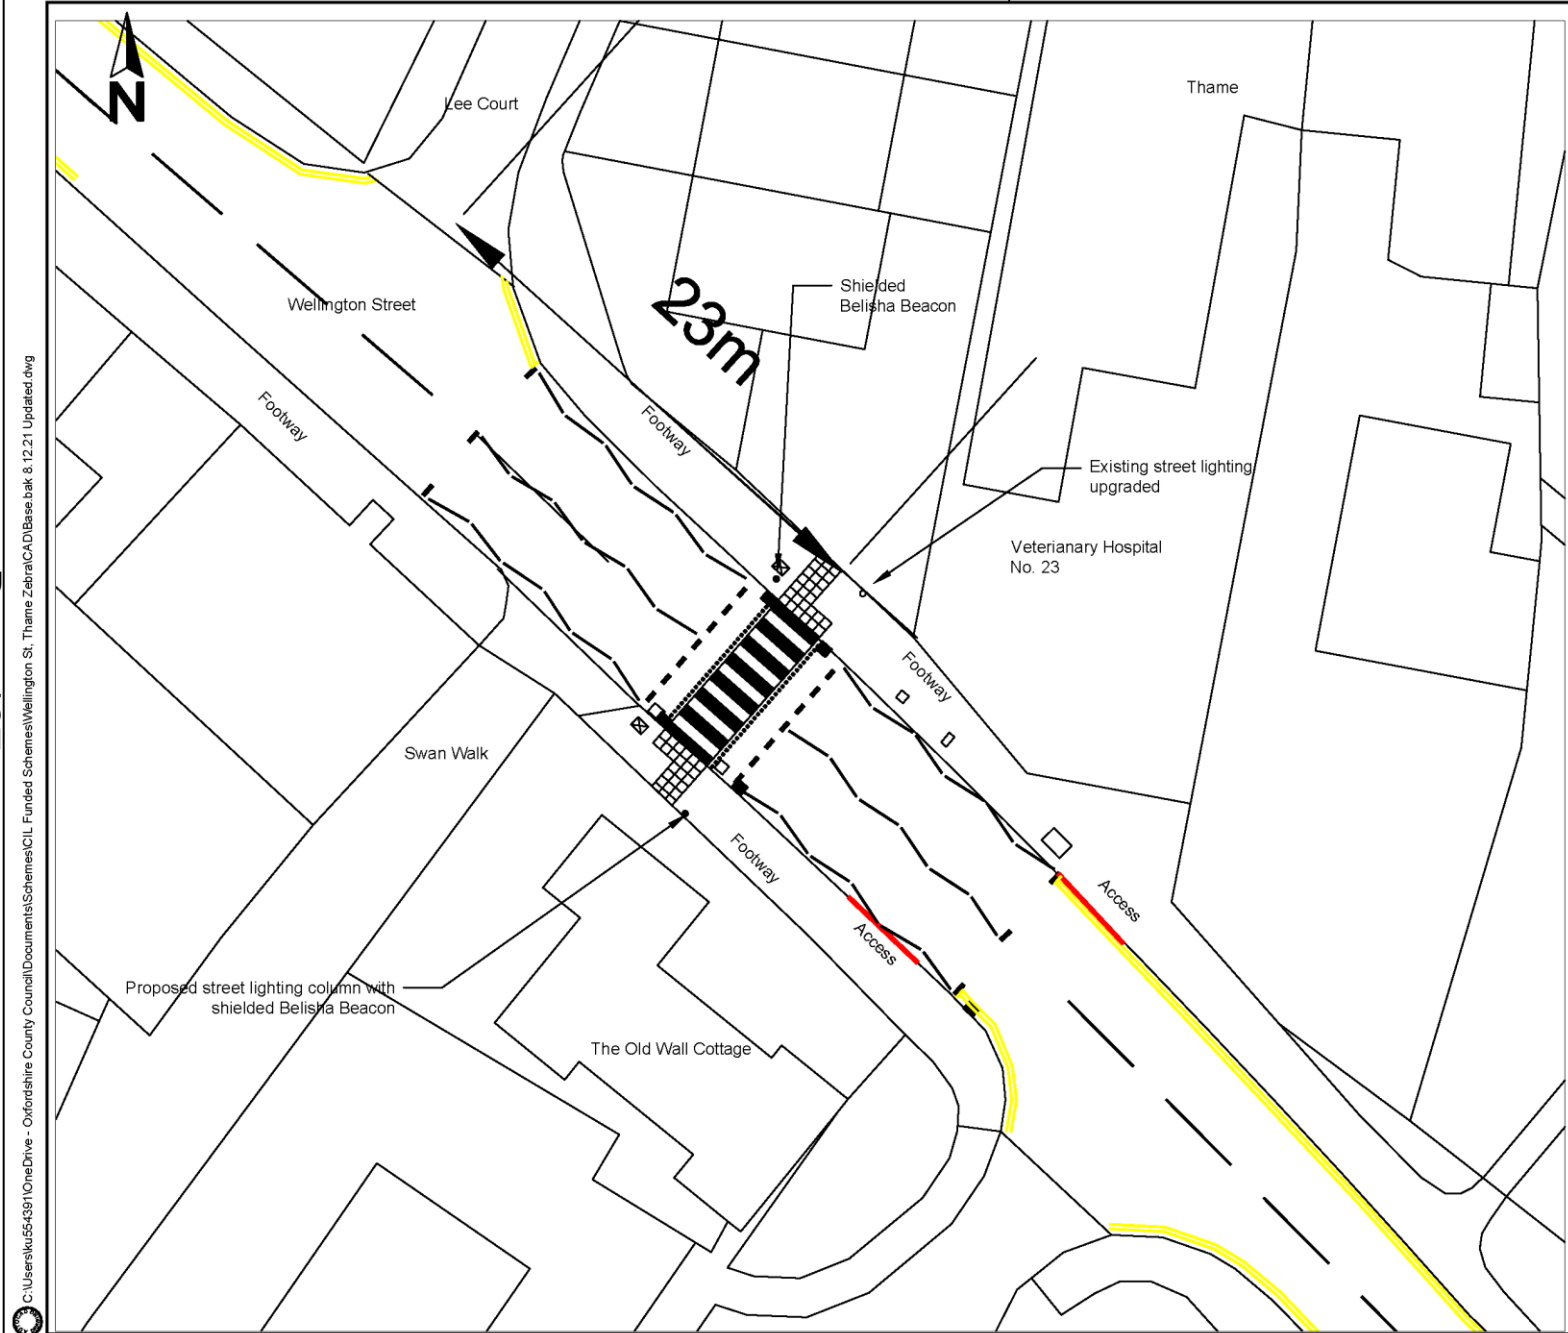 N
Lee Court
Thame
Wellington Street
Shielded
Belisha Beacon
23m
Footway
Footway
Existing street lighting
upgraded
Veterianary Hospital
No. 23
Footway
Swan Walk
Footway
Access
Access
Proposed street lighting column with
shielded Belisha Beacon
The Old Wall Cottage
C:\Users\ku554391\OneDrive - Oxfordshire County Council\Documents\Schemes\CIL Funded Schemes\Wellington St, Thame Zebra\CAD\Base.bak 8.12.21 Updated.dwg